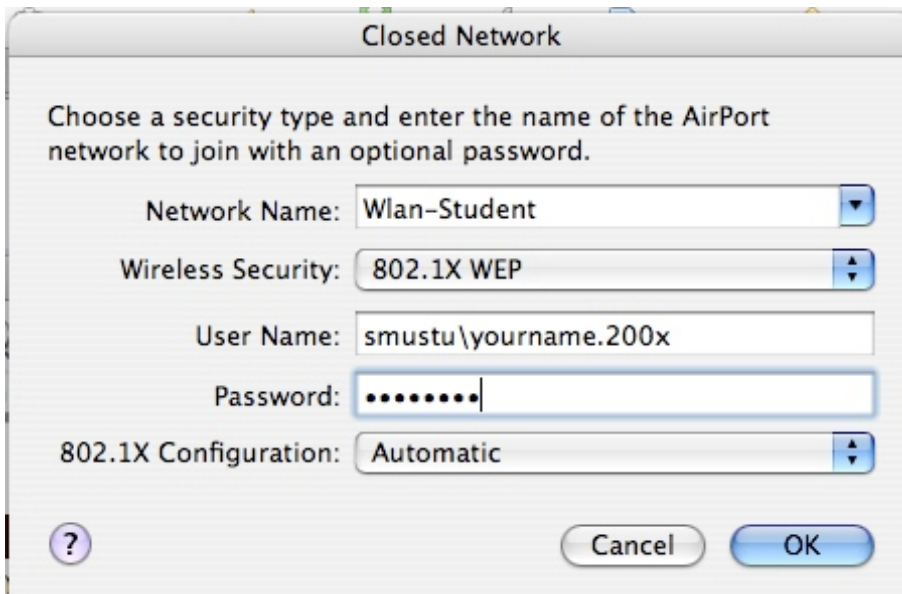 Closed Network
Choose a security type and enter the name of the AirPort
network to join with an optional password.
Network Name: Wlan-Student
Wireless Security: 802.1X WEP
User Name: smustu\yourname.200x
Password: ••••••••
802.1X Configuration: Automatic
? Cancel OK